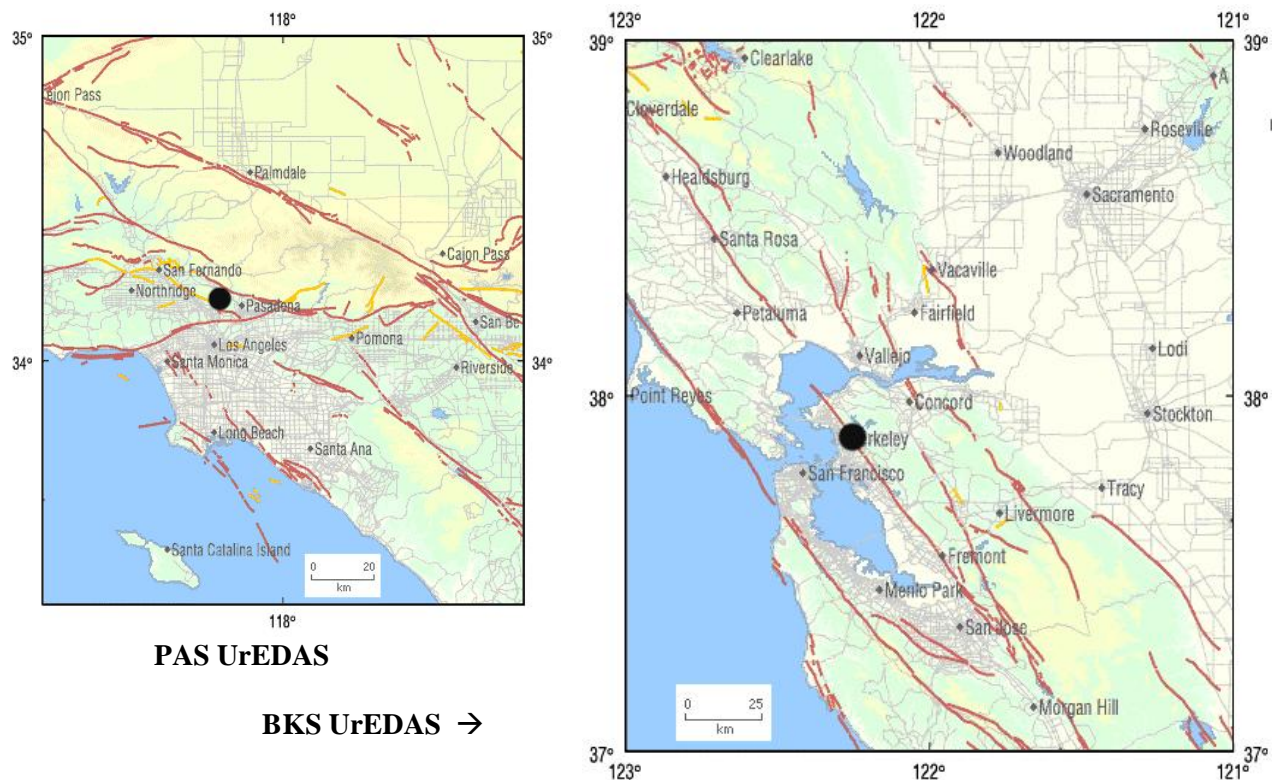 118°
35°
35°
ejon Pass
Palmdale
Cajon Pass
San Fernando
Northridge
Pasadena
San Be
Pomona
Los Angeles
34°
34°
Santa Monica
Riverside
Long Beach
Santa Ana
Santa Catalina Island
0 20
km
118°
PAS UrEDAS
BKS UrEDAS →
123°
122°
121°
39°
39°
Clearlake
A
Cloverdale
Roseville
Woodland
Healdsburg
Sacramento
Santa Rosa
Vacaville
Petaluma
Fairfield
Vallejo
Lodi
38°
38°
Point Reyes
Concord
Stockton
rkeley
San Francisco
Tracy
Livermore
Fremont
Menlo Park
San Jose
0 25
km
Morgan Hill
37°
37°
123°
122°
121°